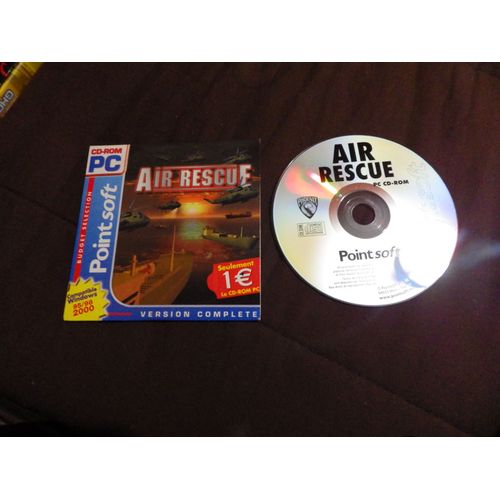 CD-ROM
PC
BUDGET SELECTION
Point soft
Compatible
Windows
95/98
2000
AIR RESCUE
Seulement
1€
Le CD-ROM PC
VERSION COMPLETE
AIR
RESCUE
PC CD-ROM
Point soft